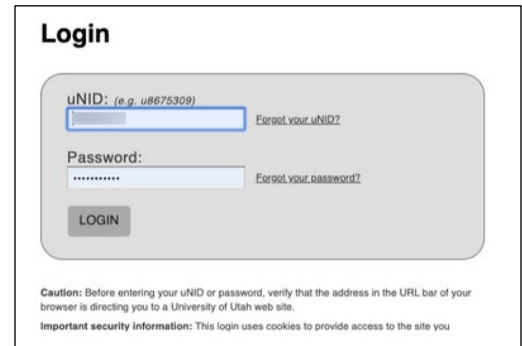 Login
uNID: (e.g. u8675309)
Forgot your uNID?
Password:
•••••••••••
Forgot your password?
LOGIN
Caution: Before entering your uNID or password, verify that the address in the URL bar of your
browser is directing you to a University of Utah web site.
Important security information: This login uses cookies to provide access to the site you